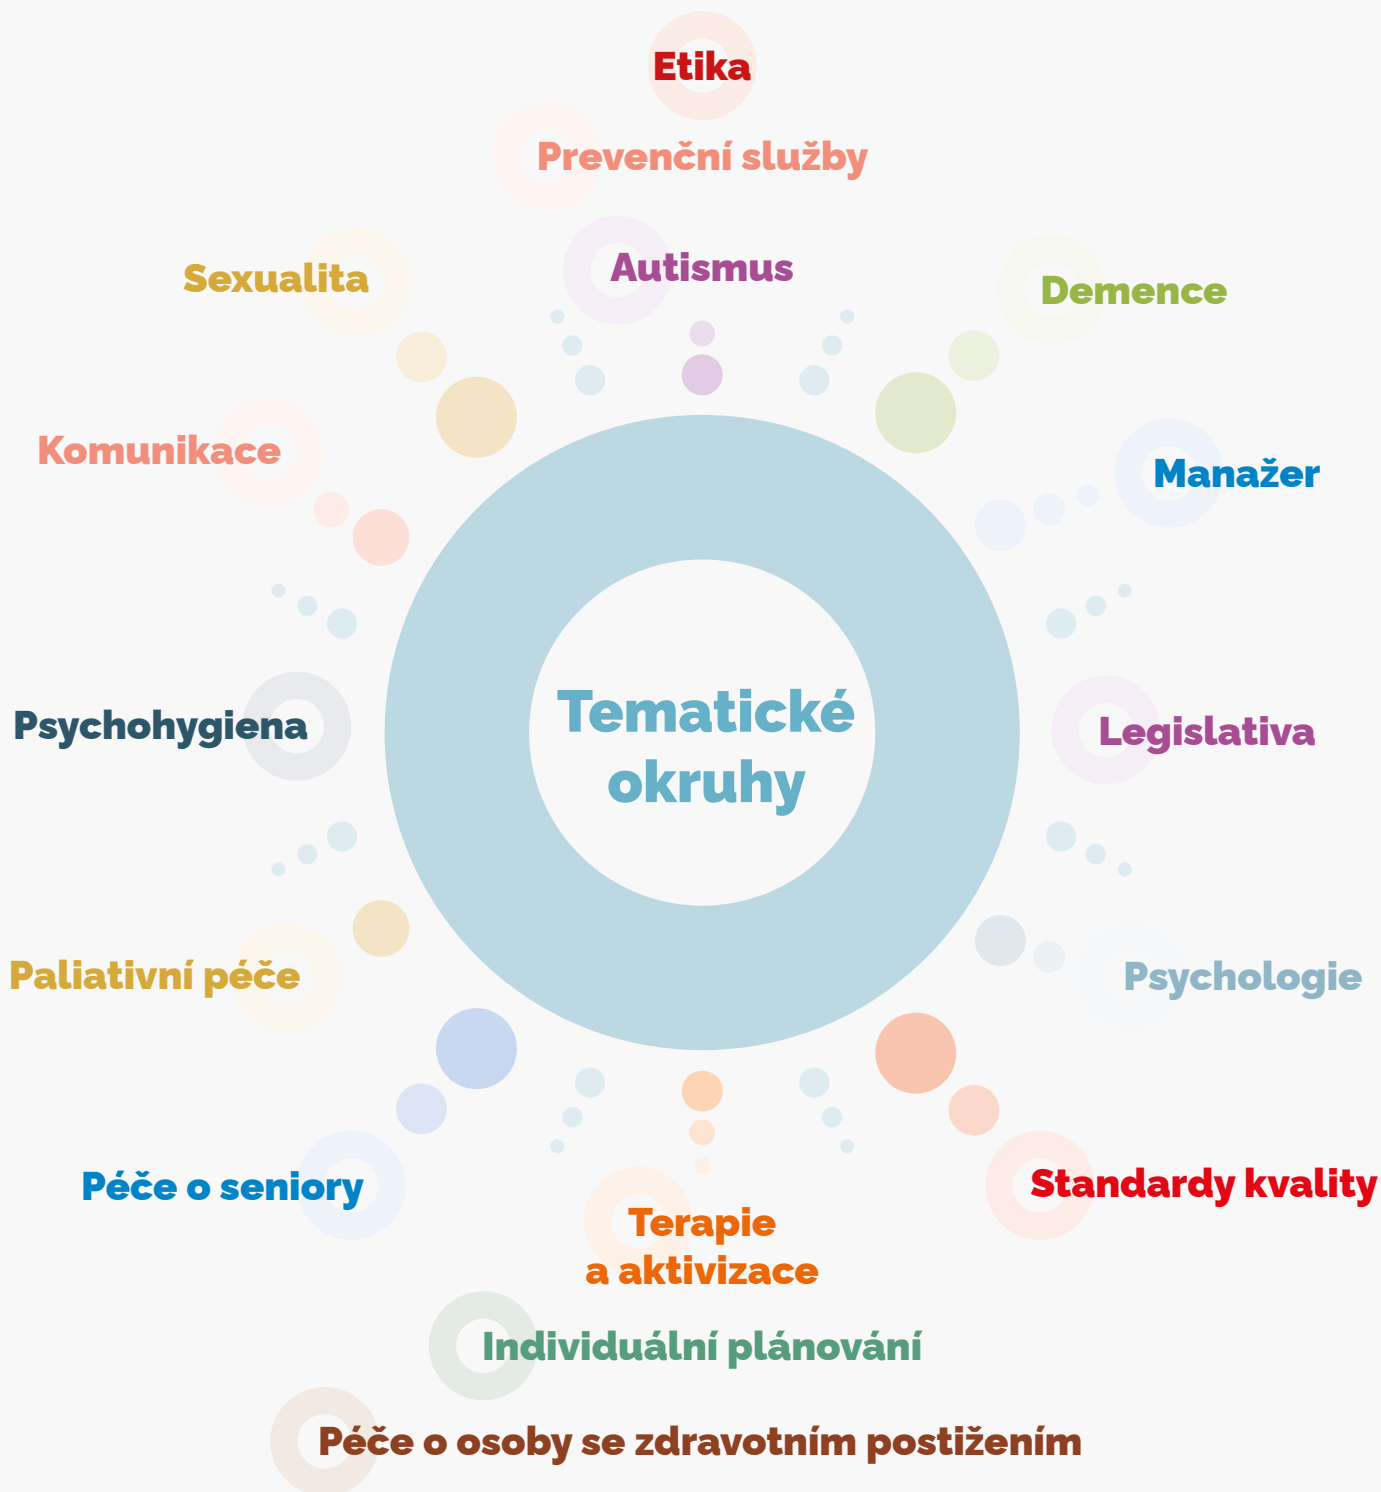 Etika
Prevenční služby
Autismus
Sexualita
Demence
Komunikace
Manažer
Tematické
okruhy
Psychohygiena
Legislativa
Paliativní péče
Psychologie
Péče o seniory
Standardy kvality
Terapie
a aktivizace
Individuální plánování
Péče o osoby se zdravotním postižením